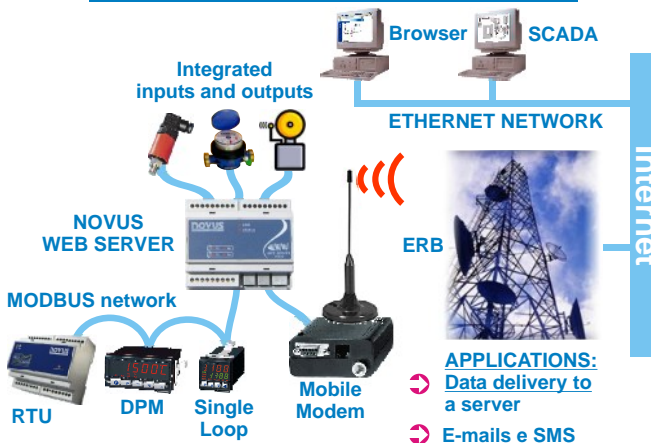 Browser
SCADA
Integrated
inputs and outputs
ETHERNET NETWORK
Internet
NOVUS
WEB SERVER
novus
ERB
MODBUS network
1500C
RTU
DPM
Single
Loop
Mobile
Modem
APPLICATIONS:
Data delivery to
a server
E-mails e SMS